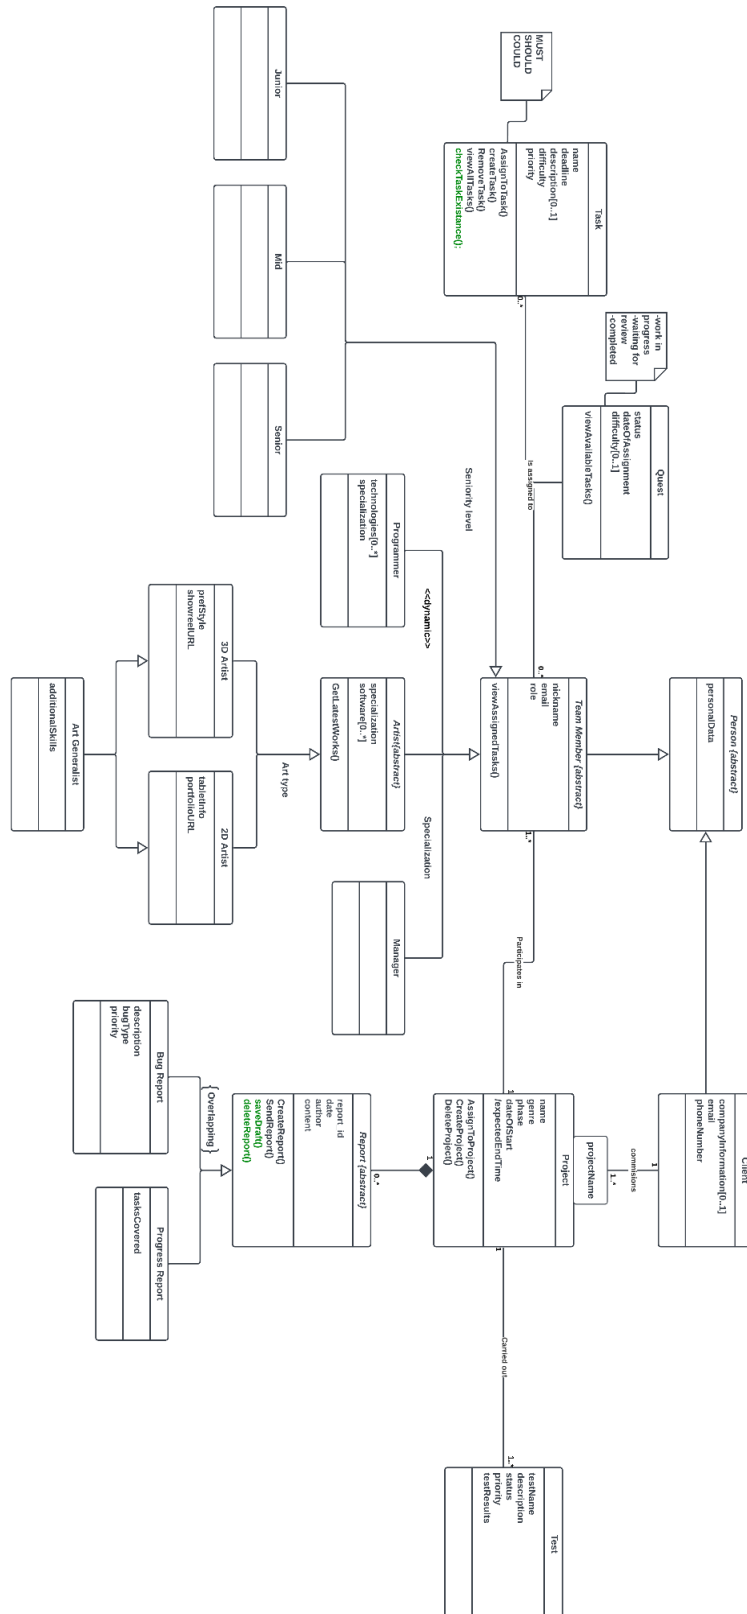 MUST
SHOULD
COULD
Task
name
deadline
description[0..1]
difficulty
priority
AssignToTask()
createTask()
RemoveTask()
viewAllTasks()
checkTaskExistance();
0..*
-work in
progress
-waiting for
review
-completed
Quest
status
dateOfAssignment
difficulty[0..1]
viewAvailableTasks()
Is assigned to
0..*
Junior
Mid
Senior
Seniority level
Person {abstract}
personalData
Team Member {abstract}
nickname
email
role
viewAssignedTasks()
1..*
Programmer
technologies[0..*]
specialization
<<dynamic>>
Artist{abstract}
specialization
software[0..*]
GetLatestWorks()
Specialization
Manager
Art type
3D Artist
prefStyle
showreelURL
2D Artist
tabletInfo
portfolioURL
Art Generalist
additionalSkills
Participates in
1
Client
companyInformation[0..1]
email
phoneNumber
1
commisions
1..*
projectName
Project
name
genre
phase
dateOfStart
/expectedEndTime
AssignToProject()
CreateProject()
DeleteProject()
1
0..*
Report {abstract}
report_id
date
author
content
CreateReport()
SendReport()
saveDraft()
deleteReport()
{ Overlapping }
Bug Report
description
bugType
priority
Progress Report
tasksCovered
1
Carried out
1..*
Test
testName
description
status
priority
testResults